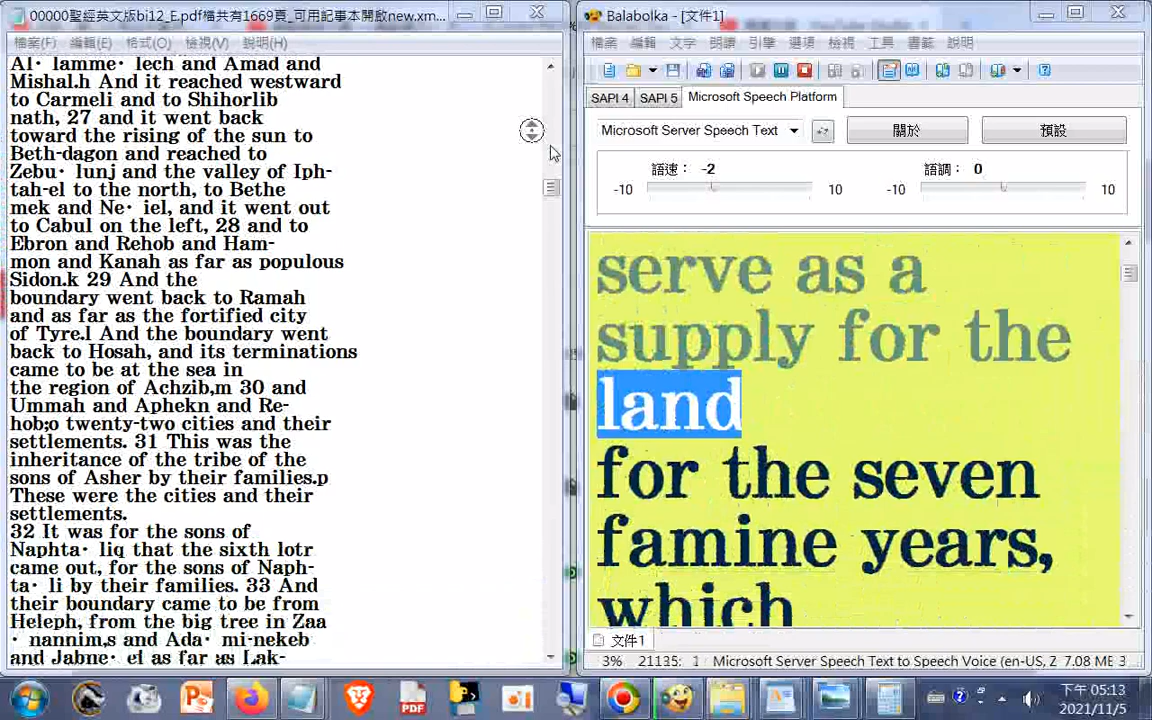 00000聖經英文版bi12_E.pdf檔共有1669頁_可用記事本開啟new.xm...
檔案(F) 編輯(E) 格式(O) 檢視(V) 說明(H)
Al· lamme· lech and Amad and
Mishal.h And it reached westward
to Carmeli and to Shihorlib
nath, 27 and it went back
toward the rising of the sun to
Beth-dagon and reached to
Zebu· lunj and the valley of Iph-
tah-el to the north, to Bethe
mek and Ne· iel, and it went out
to Cabul on the left, 28 and to
Ebron and Rehob and Ham-
mon and Kanah as far as populous
Sidon.k 29 And the
boundary went back to Ramah
and as far as the fortified city
of Tyre.l And the boundary went
back to Hosah, and its terminations
came to be at the sea in
the region of Achzib,m 30 and
Ummah and Aphekn and Re-
hob;o twenty-two cities and their
settlements. 31 This was the
inheritance of the tribe of the
sons of Asher by their families.p
These were the cities and their
settlements.
32 It was for the sons of
Naphta· liq that the sixth lotr
came out, for the sons of Naph-
ta· li by their families. 33 And
their boundary came to be from
Heleph, from the big tree in Zaa
· nannim,s and Ada· mi-nekeb
and Jabne· el as far as Lak-
Balabolka - [文件1]
檔案 編輯 文字 朗讀 引擎 選項 檢視 工具 書籤 說明
SAPI 4 SAPI 5 Microsoft Speech Platform
Microsoft Server Speech Text 關於 預設
語速： -2 語調： 0
-10 10 -10 10
serve as a
supply for the
land
for the seven
famine years,
which
文件1
3% 21135: 1 Microsoft Server Speech Text to Speech Voice (en-US, Z 7.08 MB 3
下午 05:13
2021/11/5